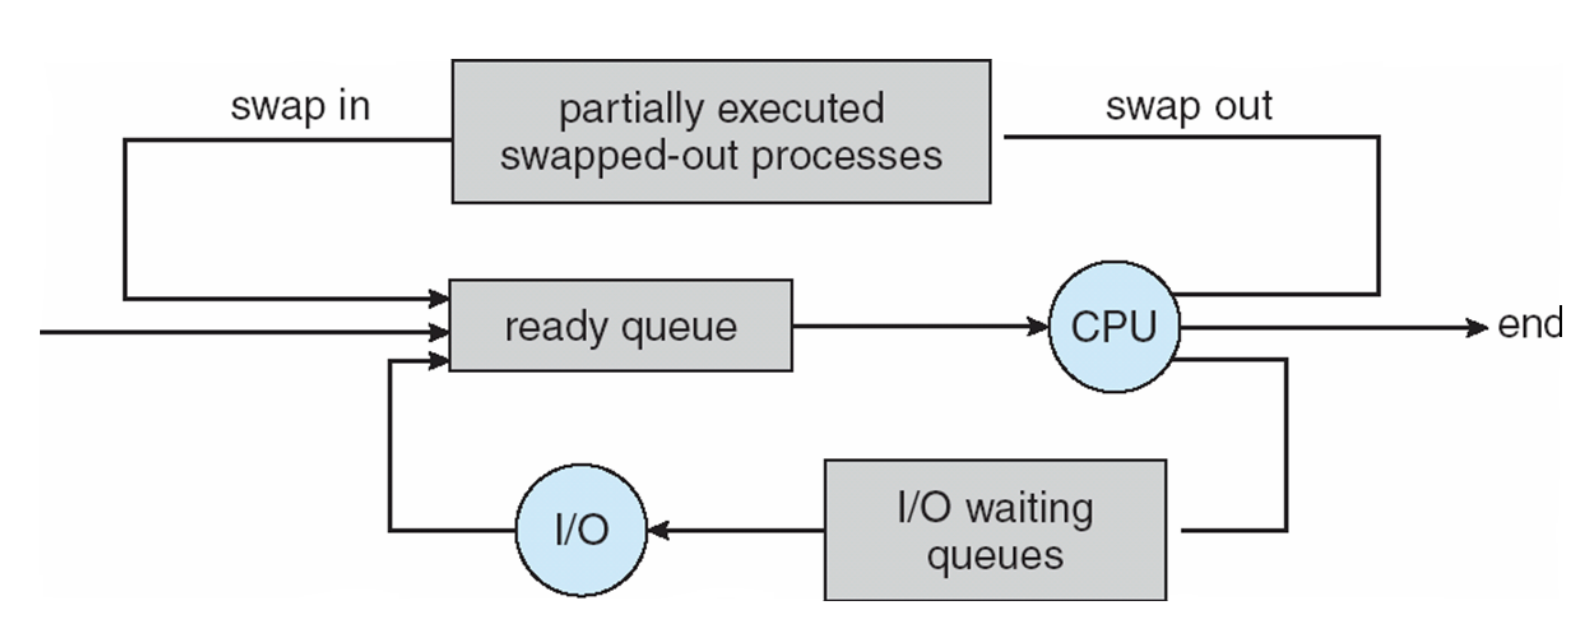 swap in
partially executed
swapped-out processes
swap out
ready queue
CPU
end
I/O
I/O waiting
queues